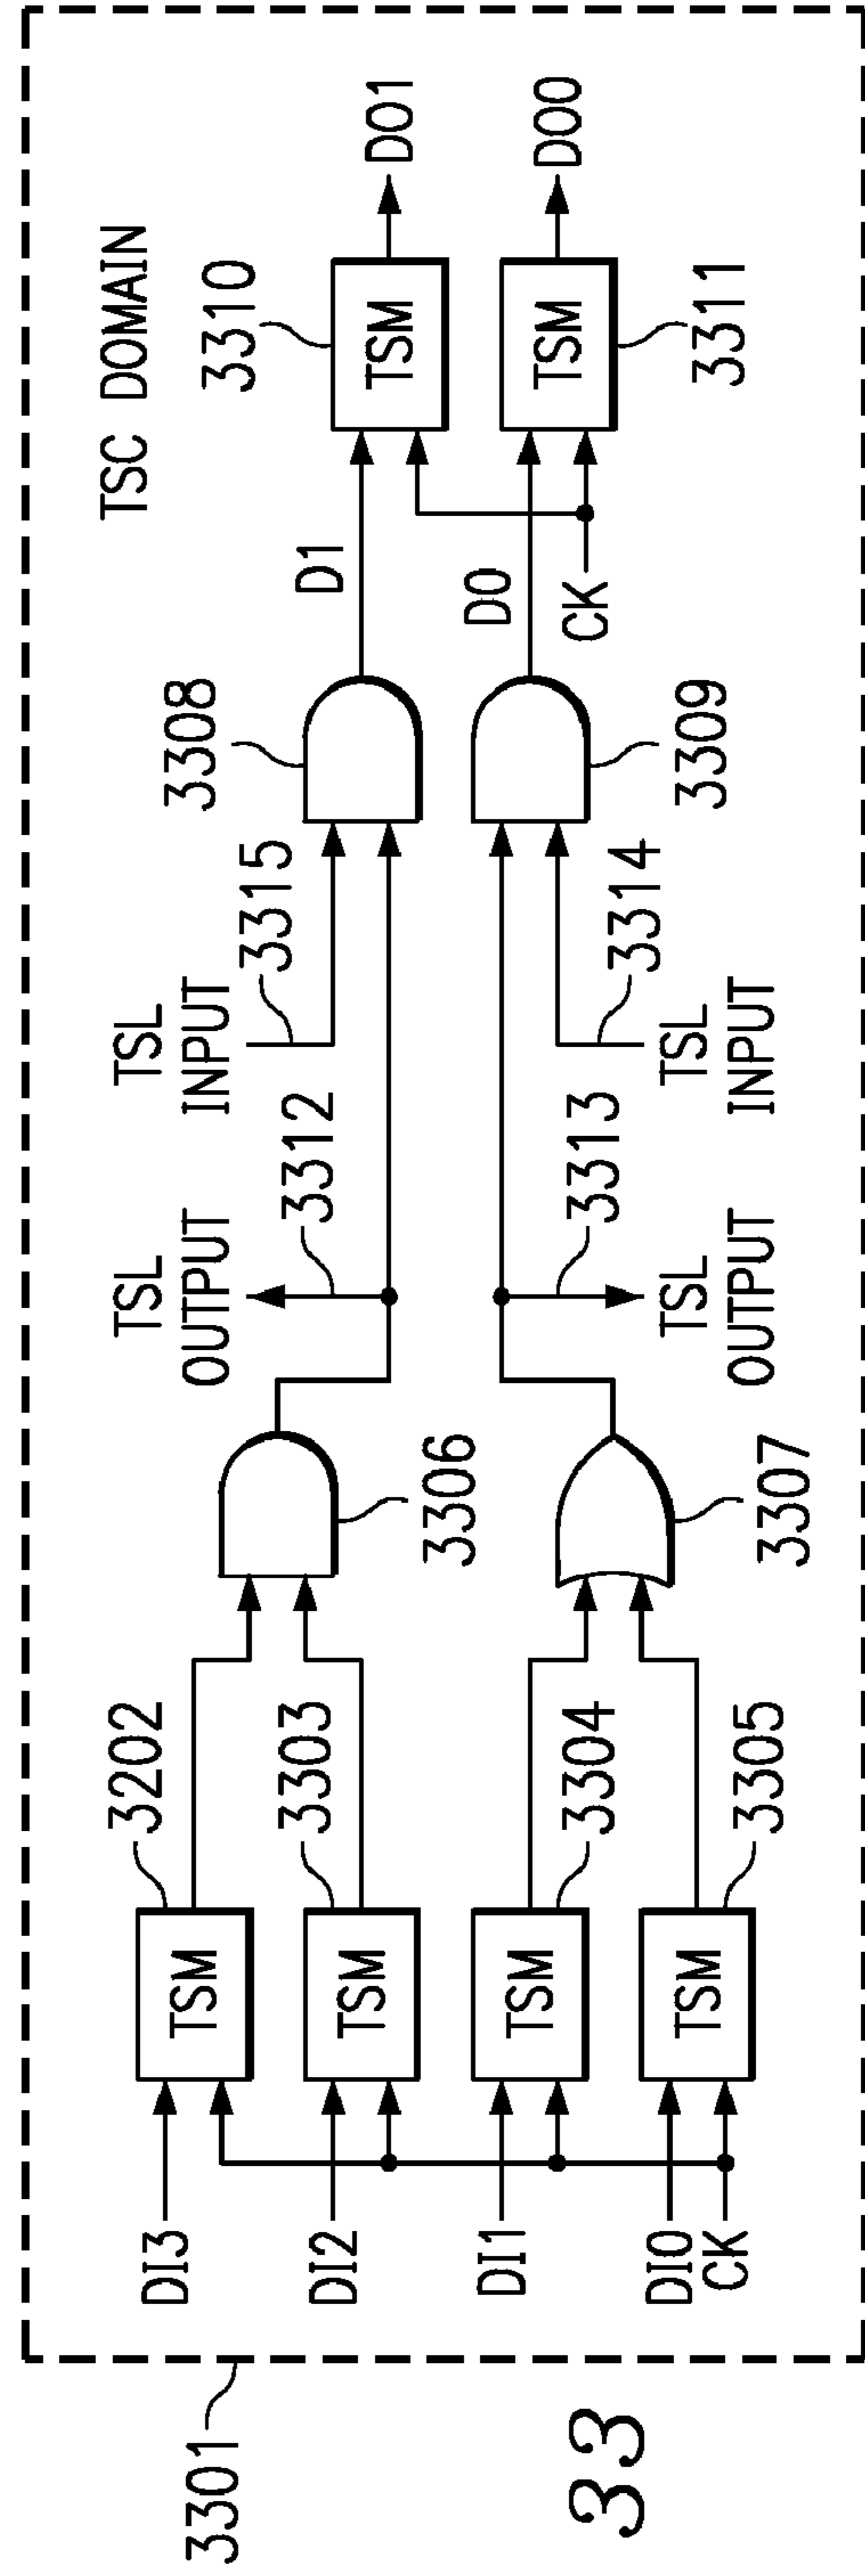 TSC DOMAIN
3202
DI3
TSM
3303
DI2
TSM
3304
DI1
TSM
3305
DI0
CK
TSM
3306
3307
TSL
OUTPUT
3312
3313
TSL
OUTPUT
TSL
INPUT
3315
3314
TSL
INPUT
3308
3309
D1
D0
CK
3310
TSM
DO1
TSM
DO0
3311
3301
33